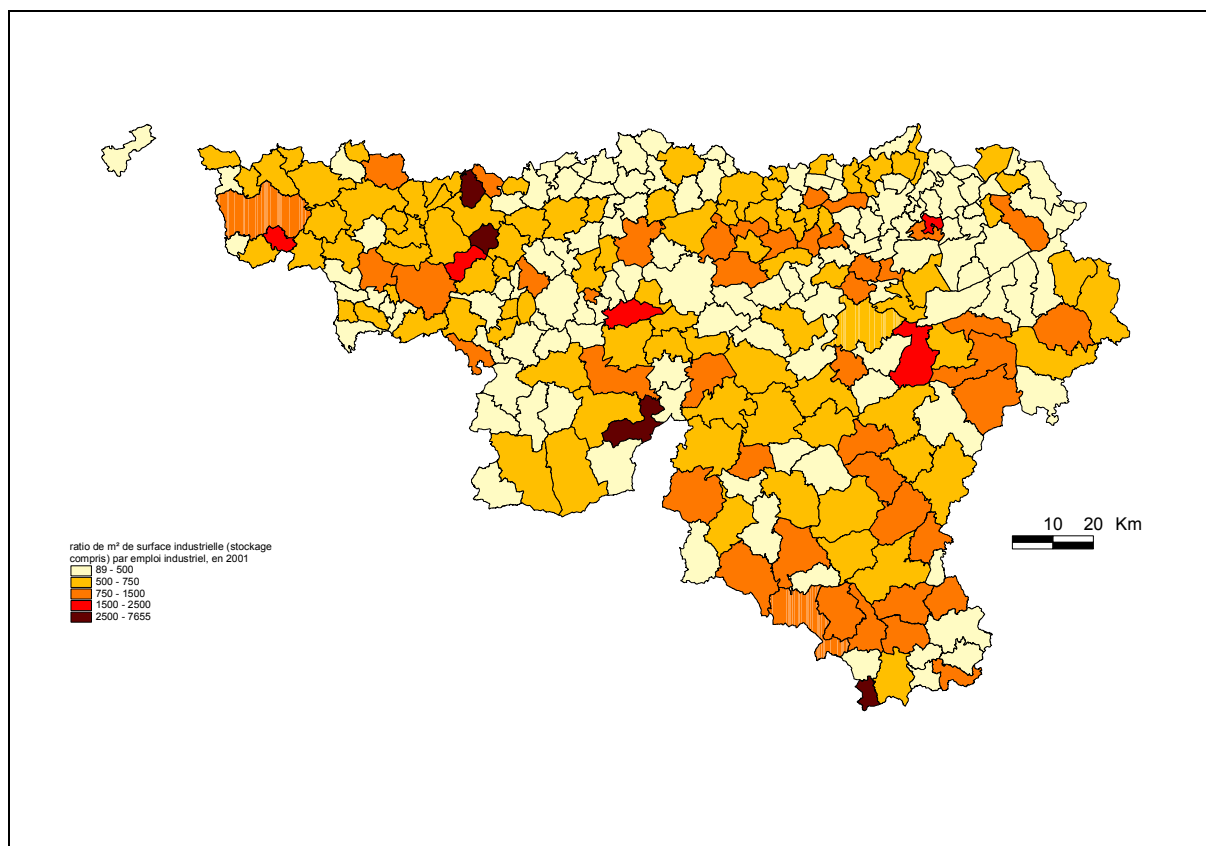 10 20 Km
ratio de m² de surface industrielle (stockage
compris) par emploi industriel, en 2001
89 - 500
500 - 750
750 - 1500
1500 - 2500
2500 - 7655